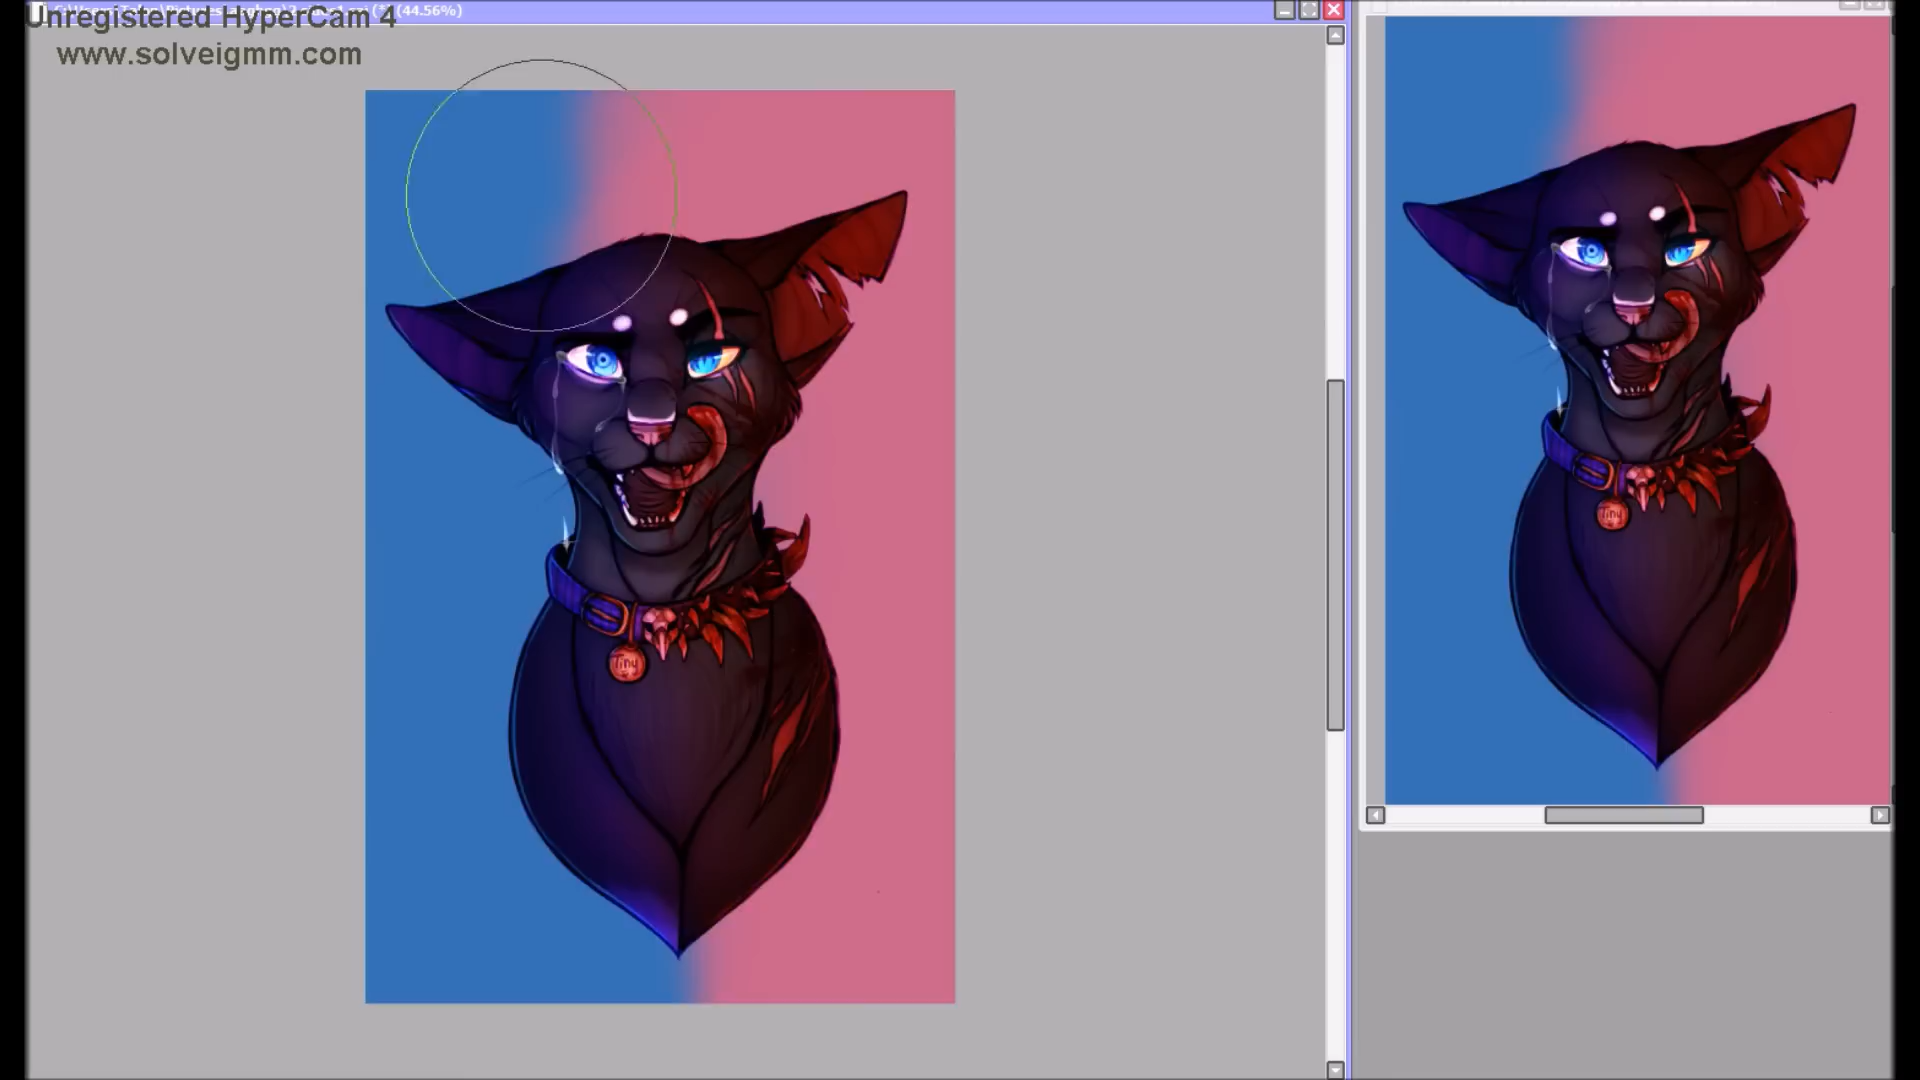 Unregistered HyperCam 4
(44.56%)
www.solveigmm.com
Tiny
Tiny